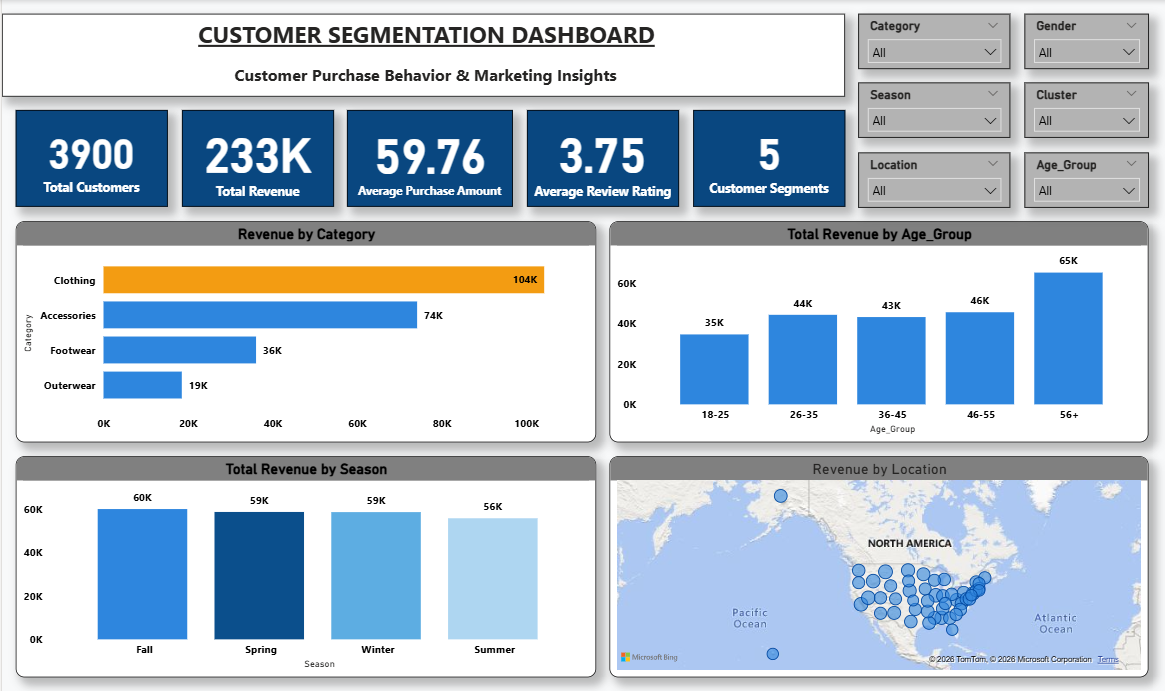 CUSTOMER SEGMENTATION DASHBOARD
Customer Purchase Behavior & Marketing Insights
Category
All
Gender
All
Season
All
Cluster
All
Location
All
Age_Group
All
3900
Total Customers
233K
Total Revenue
59.76
Average Purchase Amount
3.75
Average Review Rating
5
Customer Segments
Revenue by Category
Category
Clothing
104K
Accessories
74K
Footwear
36K
Outerwear
19K
0K
20K
40K
60K
80K
100K
Total Revenue by Age_Group
60K
40K
20K
0K
35K
44K
43K
46K
65K
18-25
26-35
36-45
46-55
56+
Age_Group
Total Revenue by Season
60K
40K
20K
0K
60K
59K
59K
56K
Fall
Spring
Winter
Summer
Season
Revenue by Location
NORTH AMERICA
Pacific
Ocean
Atlantic
Ocean
Microsoft Bing
© 2026 TomTom, © 2026 Microsoft Corporation Terms